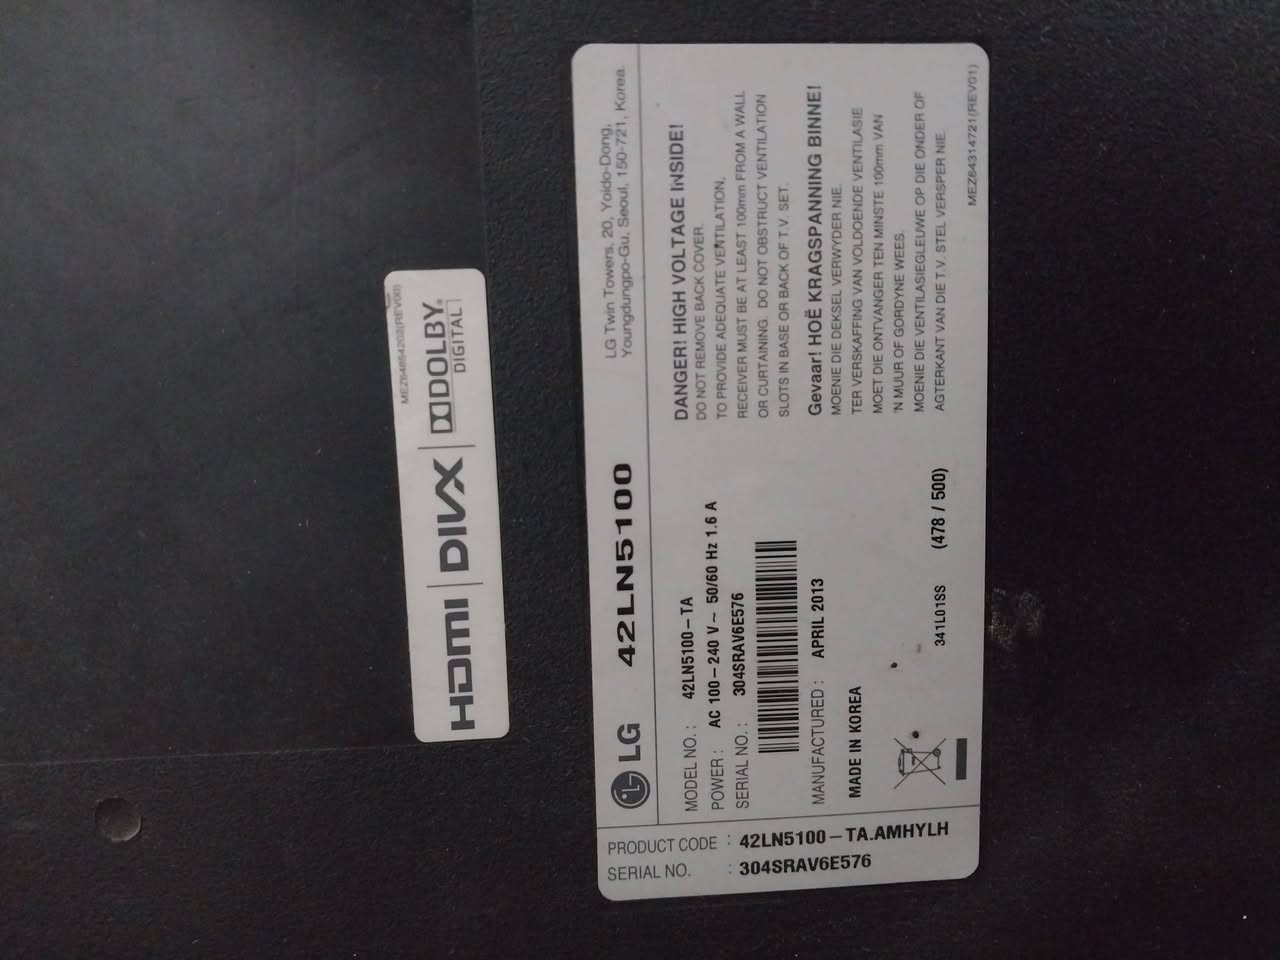 HDMI DIVX DOLBY®
DIGITAL
LG 42LN5100
LG Twin Towers, 20, Yoido-Dong,
Youngdungpo-Gu, Seoul, 150-721, Korea.
MODEL NO. : 42LN5100-TA
POWER : AC 100-240 V~ 50/60 Hz 1.6 A
SERIAL NO. : 304SRAV6E576
MANUFACTURED : APRIL 2013
MADE IN KOREA
341L01SS (478 / 500)
DANGER! HIGH VOLTAGE INSIDE!
DO NOT REMOVE BACK COVER.
TO PROVIDE ADEQUATE VENTILATION,
RECEIVER MUST BE AT LEAST 100mm FROM A WALL
OR CURTAINING. DO NOT OBSTRUCT VENTILATION
SLOTS IN BASE OR BACK OF T.V. SET.
Gevaar! HOË KRAGSPANNING BINNE!
MOENIE DIE DEKSEL VERWYDER NIE.
TER VERSKAFFING VAN VOLDOENDE VENTILASIE
MOET DIE ONTVANGER TEN MINSTE 100mm VAN
'N MUUR OF GORDYNE WEES.
MOENIE DIE VENTILASIEGLEUWE OP DIE ONDER OF
AGTERKANT VAN DIE T.V. STEL VERSPER NIE.
MEZ64314721(REV01)
PRODUCT CODE : 42LN5100-TA.AMHYLH
SERIAL NO. : 304SRAV6E576